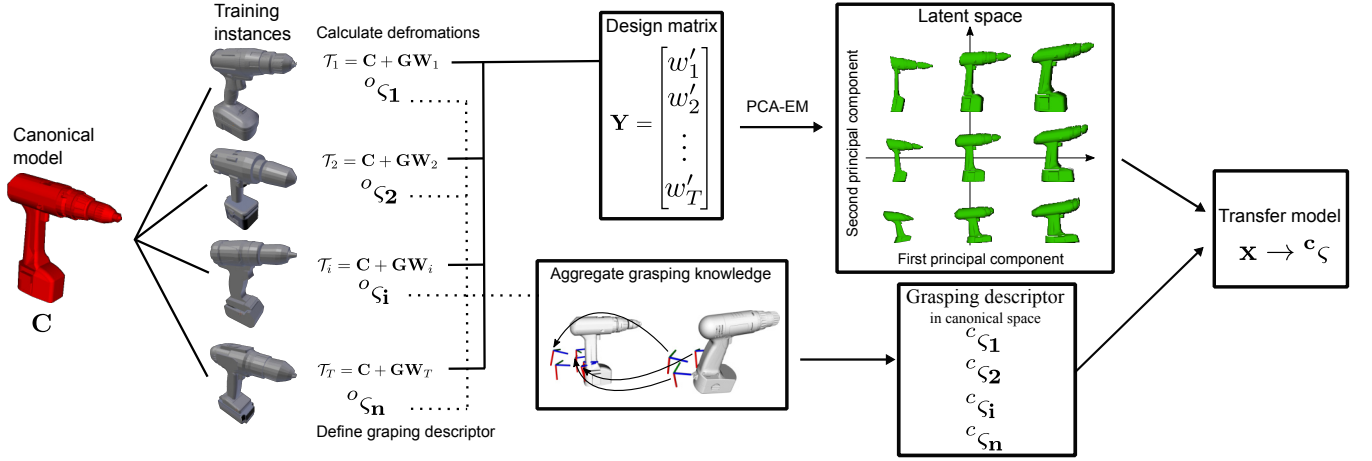 Training
instances
Calculate defromations
𝒯₁ = C + GW₁
ᵒς₁
𝒯₂ = C + GW₂
ᵒς₂
𝒯ᵢ = C + GWᵢ
ᵒςᵢ
𝒯_T = C + GW_T
ᵒςₙ
Define graping descriptor
Canonical
model
C
Design matrix
Y = [w′₁
w′₂
⋮
w′_T]
PCA-EM
Latent space
Second principal component
First principal component
Aggregate grasping knowledge
Grasping descriptor
in canonical space
ᶜς₁
ᶜς₂
ᶜςᵢ
ᶜςₙ
Transfer model
x → ᶜς